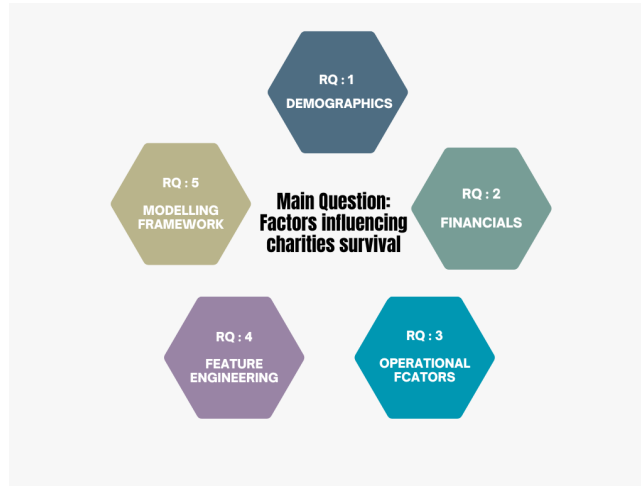 RQ : 1
DEMOGRAPHICS
RQ : 5
MODELLING
FRAMEWORK
Main Question:
Factors influencing
charities survival
RQ : 2
FINANCIALS
RQ : 4
FEATURE
ENGINEERING
RQ : 3
OPERATIONAL
FCATORS